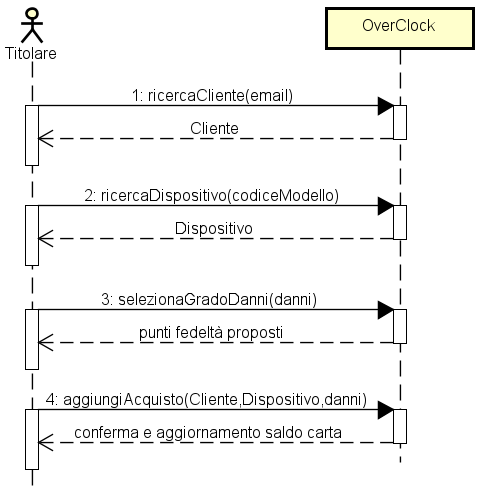 Titolare
OverClock
1: ricercaCliente(email)
Cliente
2: ricercaDispositivo(codiceModello)
Dispositivo
3: selezionaGradoDanni(danni)
punti fedeltà proposti
4: aggiungiAcquisto(Cliente,Dispositivo,danni)
conferma e aggiornamento saldo carta